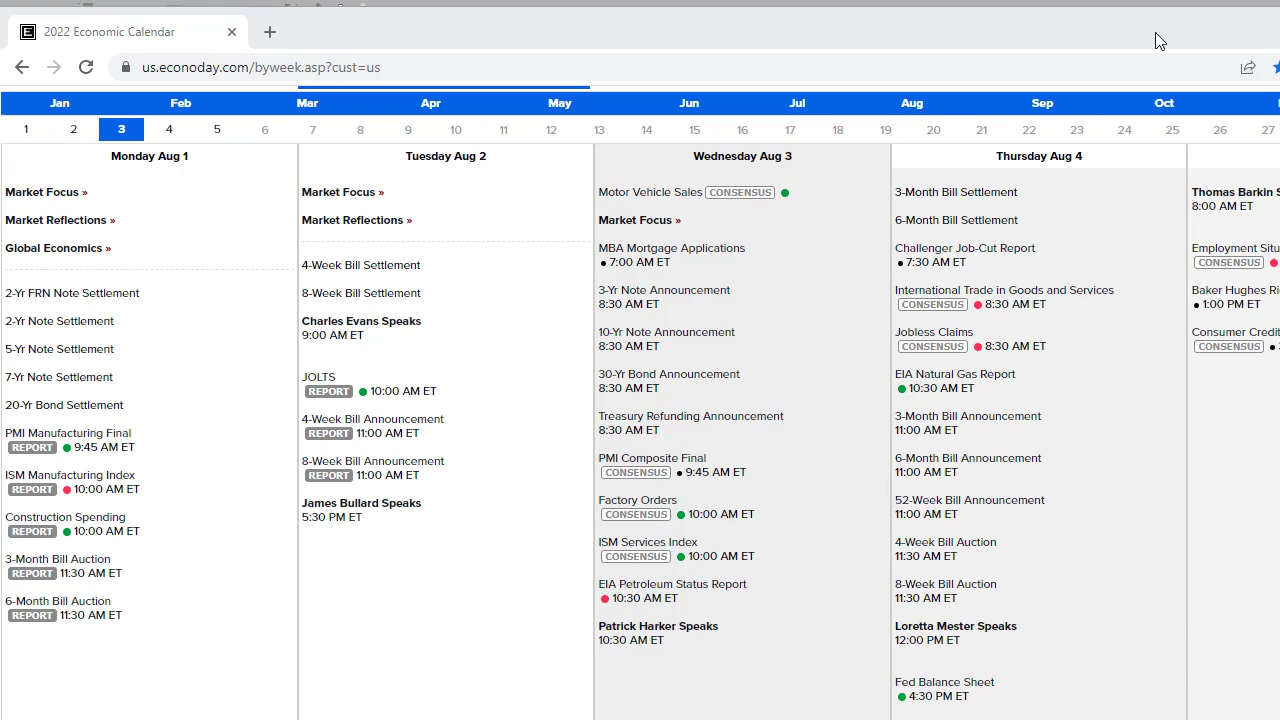 2022 Economic Calendar
us.econoday.com/byweek.asp?cust=us
Jan Feb Mar Apr May Jun Jul Aug Sep Oct
1 2 3 4 5 6 7 8 9 10 11 12 13 14 15 16 17 18 19 20 21 22 23 24 25 26 27
Monday Aug 1
Market Focus »
Market Reflections »
Global Economics »
2-Yr FRN Note Settlement
2-Yr Note Settlement
5-Yr Note Settlement
7-Yr Note Settlement
20-Yr Bond Settlement
PMI Manufacturing Final
REPORT 9:45 AM ET
ISM Manufacturing Index
REPORT 10:00 AM ET
Construction Spending
REPORT 10:00 AM ET
3-Month Bill Auction
REPORT 11:30 AM ET
6-Month Bill Auction
REPORT 11:30 AM ET
Tuesday Aug 2
Market Focus »
Market Reflections »
4-Week Bill Settlement
8-Week Bill Settlement
Charles Evans Speaks
9:00 AM ET
JOLTS
REPORT 10:00 AM ET
4-Week Bill Announcement
REPORT 11:00 AM ET
8-Week Bill Announcement
REPORT 11:00 AM ET
James Bullard Speaks
5:30 PM ET
Wednesday Aug 3
Motor Vehicle Sales CONSENSUS
Market Focus »
MBA Mortgage Applications
7:00 AM ET
3-Yr Note Announcement
8:30 AM ET
10-Yr Note Announcement
8:30 AM ET
30-Yr Bond Announcement
8:30 AM ET
Treasury Refunding Announcement
8:30 AM ET
PMI Composite Final
CONSENSUS 9:45 AM ET
Factory Orders
CONSENSUS 10:00 AM ET
ISM Services Index
CONSENSUS 10:00 AM ET
EIA Petroleum Status Report
10:30 AM ET
Patrick Harker Speaks
10:30 AM ET
Thursday Aug 4
3-Month Bill Settlement
6-Month Bill Settlement
Challenger Job-Cut Report
7:30 AM ET
International Trade in Goods and Services
CONSENSUS 8:30 AM ET
Jobless Claims
CONSENSUS 8:30 AM ET
EIA Natural Gas Report
10:30 AM ET
3-Month Bill Announcement
11:00 AM ET
6-Month Bill Announcement
11:00 AM ET
52-Week Bill Announcement
11:00 AM ET
4-Week Bill Auction
11:30 AM ET
8-Week Bill Auction
11:30 AM ET
Loretta Mester Speaks
12:00 PM ET
Fed Balance Sheet
4:30 PM ET
Thomas Barkin S
8:00 AM ET
Employment Situ
CONSENSUS
Baker Hughes Ri
1:00 PM ET
Consumer Credit
CONSENSUS